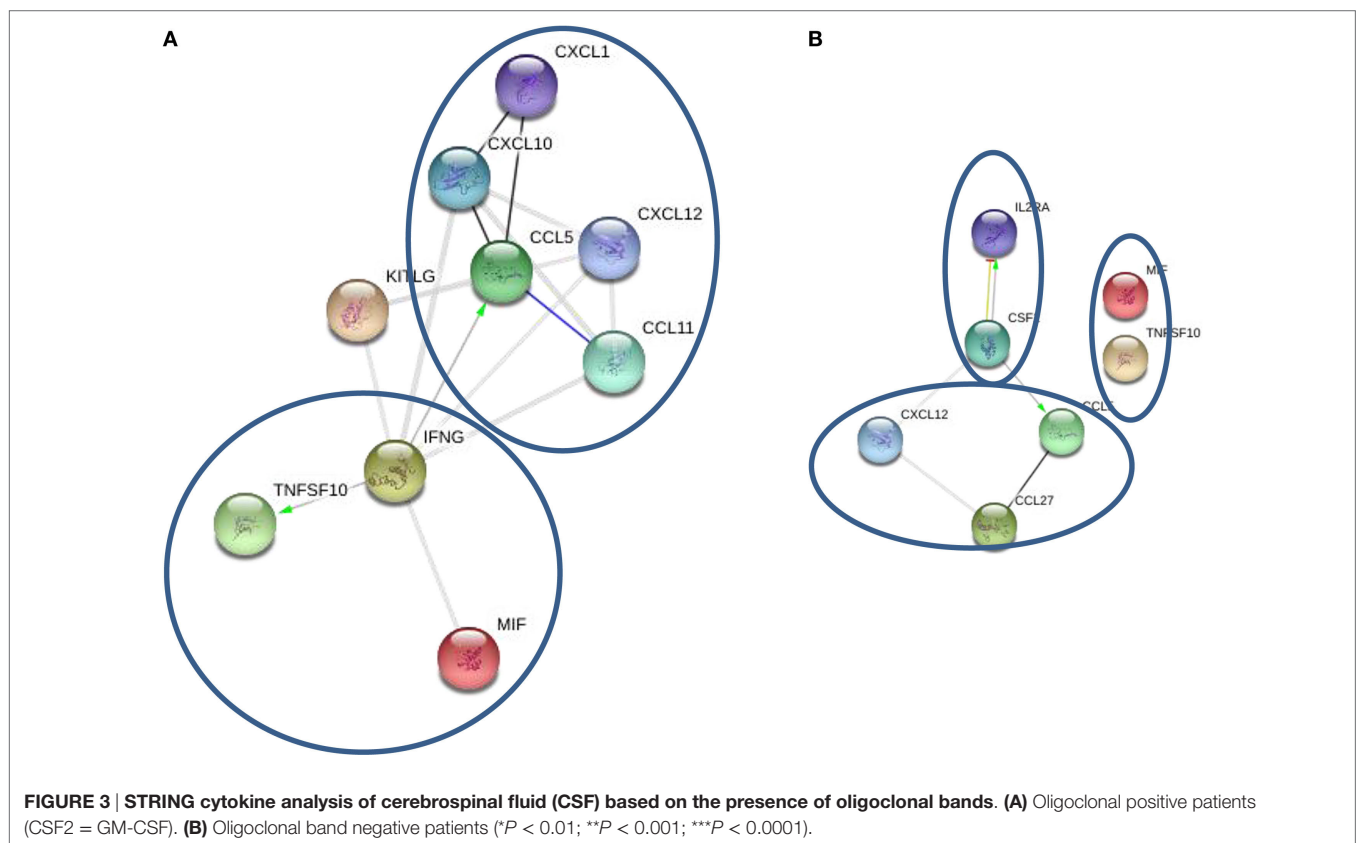 A
B
CXCL1
CXCL10
CXCL12
CCL5
KITLG
CCL11
IFNG
TNFSF10
MIF
IL2RA
MIF
TNFSF10
CXCL12
CCL27
FIGURE 3 | STRING cytokine analysis of cerebrospinal fluid (CSF) based on the presence of oligoclonal bands. (A) Oligoclonal positive patients
(CSF2 = GM-CSF). (B) Oligoclonal band negative patients (*P < 0.01; **P < 0.001; ***P < 0.0001).